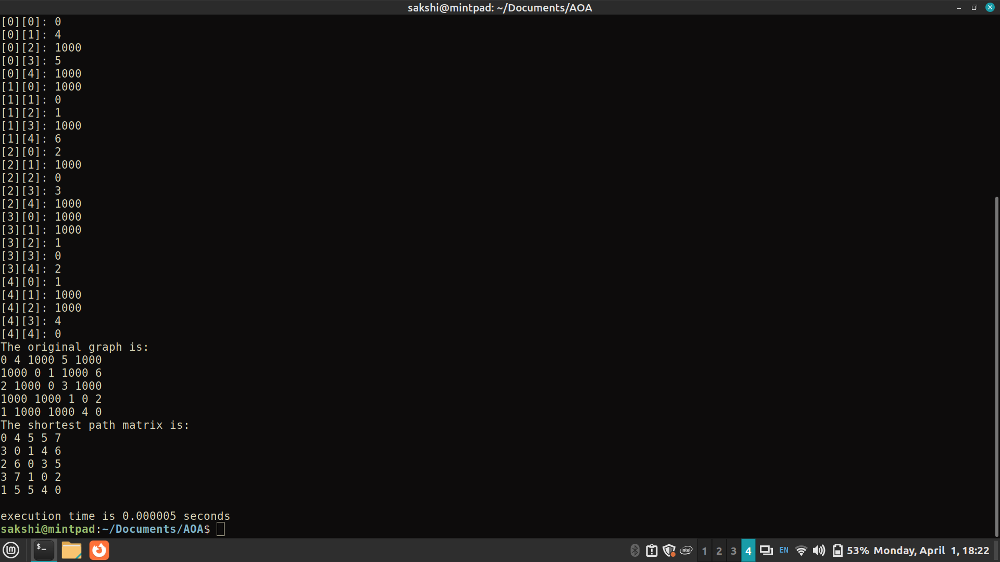 sakshi@mintpad: ~/Documents/AOA
[0][0]: 0
[0][1]: 4
[0][2]: 1000
[0][3]: 5
[0][4]: 1000
[1][0]: 1000
[1][1]: 0
[1][2]: 1
[1][3]: 1000
[1][4]: 6
[2][0]: 2
[2][1]: 1000
[2][2]: 0
[2][3]: 3
[2][4]: 1000
[3][0]: 1000
[3][1]: 1000
[3][2]: 1
[3][3]: 0
[3][4]: 2
[4][0]: 1
[4][1]: 1000
[4][2]: 1000
[4][3]: 4
[4][4]: 0
The original graph is:
0 4 1000 5 1000
1000 0 1 1000 6
2 1000 0 3 1000
1000 1000 1 0 2
1 1000 1000 4 0
The shortest path matrix is:
0 4 5 5 7
3 0 1 4 6
2 6 0 3 5
3 7 1 0 2
1 5 5 4 0
execution time is 0.000005 seconds
sakshi@mintpad:~/Documents/AOA$
$_ intel 1 2 3 4 EN 53% Monday, April 1, 18:22